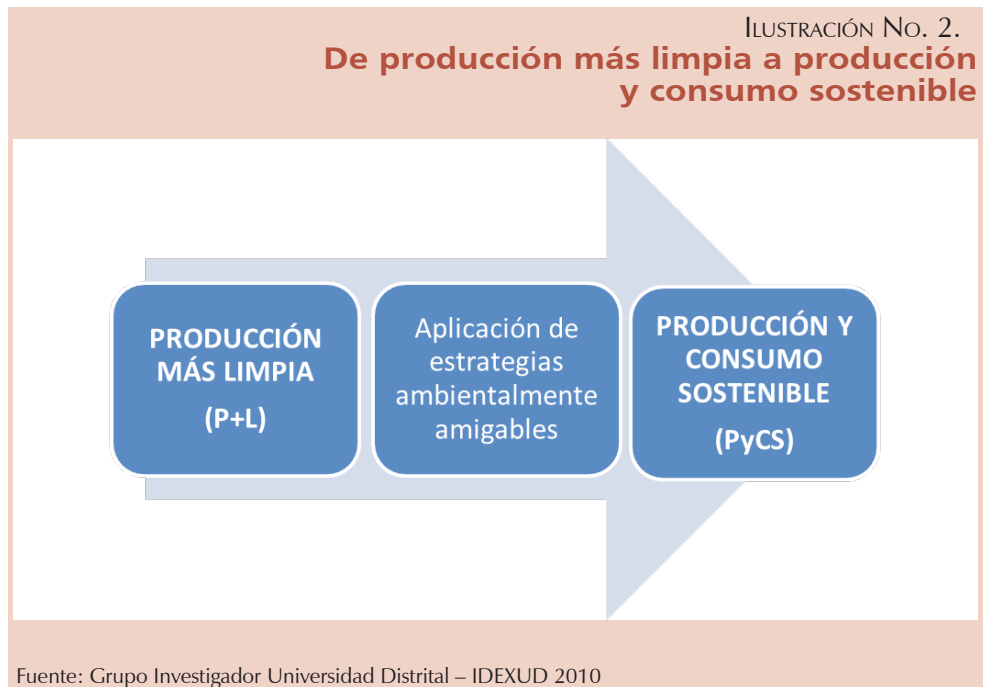 Ilustración No. 2.
De producción más limpia a producción
y consumo sostenible
PRODUCCIÓN
MÁS LIMPIA
(P+L)
Aplicación de
estrategias
ambientalmente
amigables
PRODUCCIÓN Y
CONSUMO
SOSTENIBLE
(PyCS)
Fuente: Grupo Investigador Universidad Distrital – IDEXUD 2010